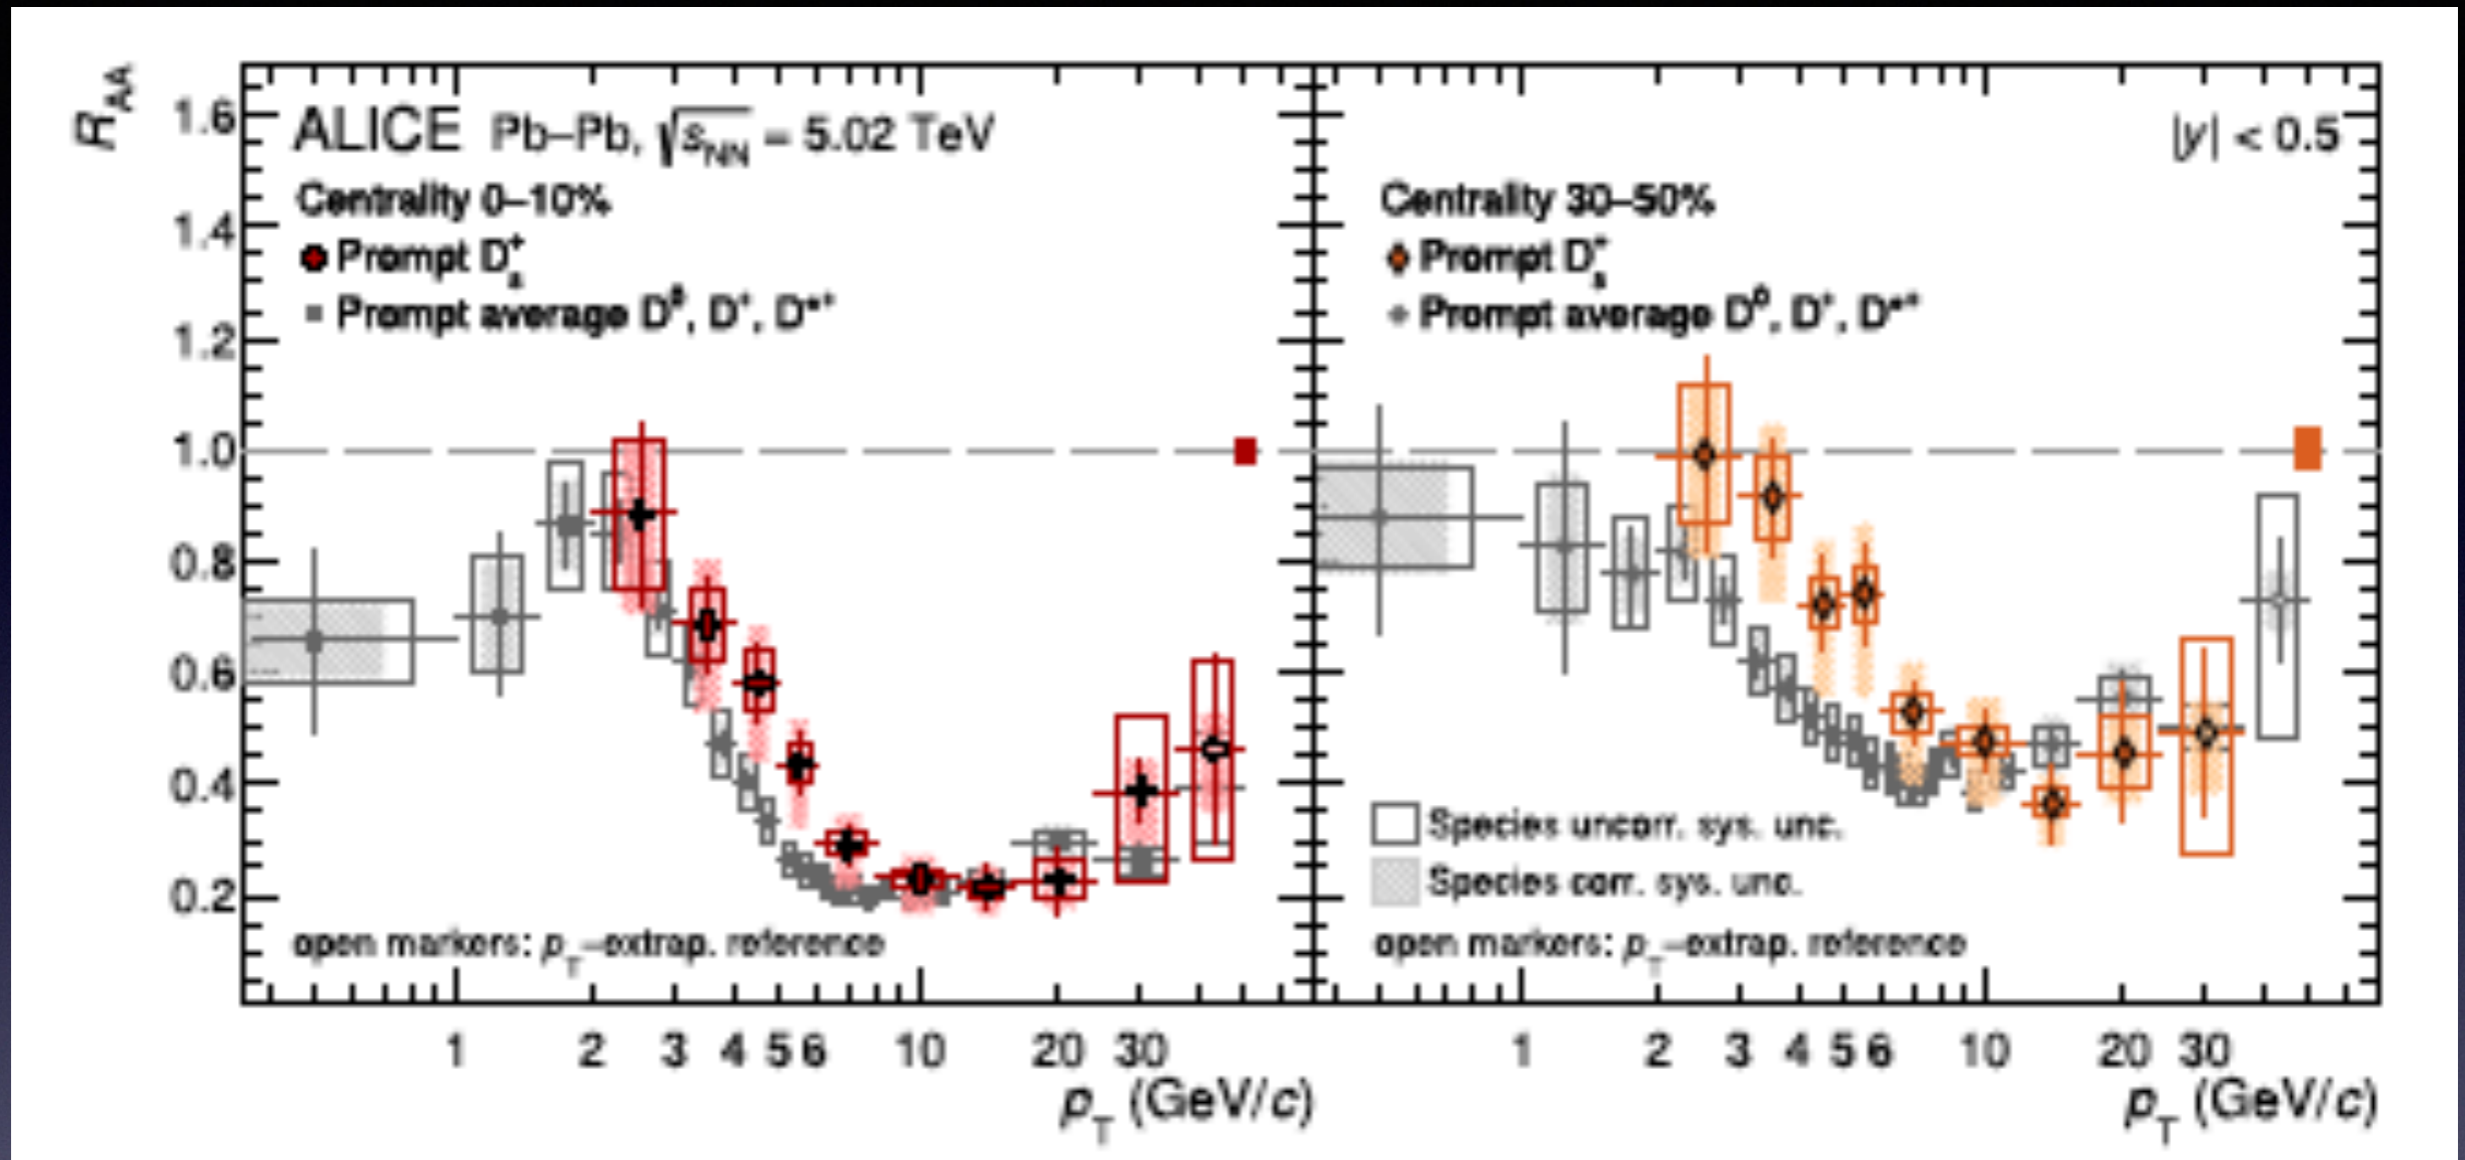 R_AA
1.6
1.4
1.2
1.0
0.8
0.6
0.4
0.2
ALICE Pb–Pb, √s_NN = 5.02 TeV
Centrality 0–10%
Prompt D_s^+
Prompt average D^0, D^+, D*^+
open markers: p_T–extrap. reference
1 2 3 4 5 6 10 20 30
p_T (GeV/c)
|y| < 0.5
Centrality 30–50%
Prompt D_s^+
Prompt average D^0, D^+, D*^+
Species uncorr. sys. unc.
Species corr. sys. unc.
open markers: p_T–extrap. reference
1 2 3 4 5 6 10 20 30
p_T (GeV/c)